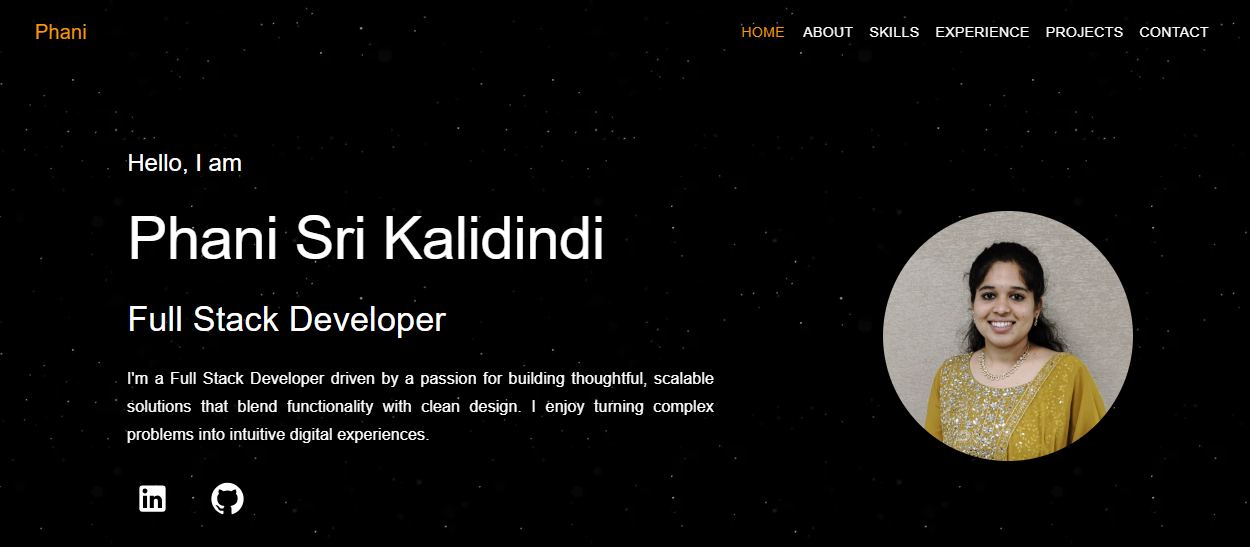 Phani
HOME ABOUT SKILLS EXPERIENCE PROJECTS CONTACT
Hello, I am
Phani Sri Kalidindi
Full Stack Developer
I'm a Full Stack Developer driven by a passion for building thoughtful, scalable
solutions that blend functionality with clean design. I enjoy turning complex
problems into intuitive digital experiences.
in